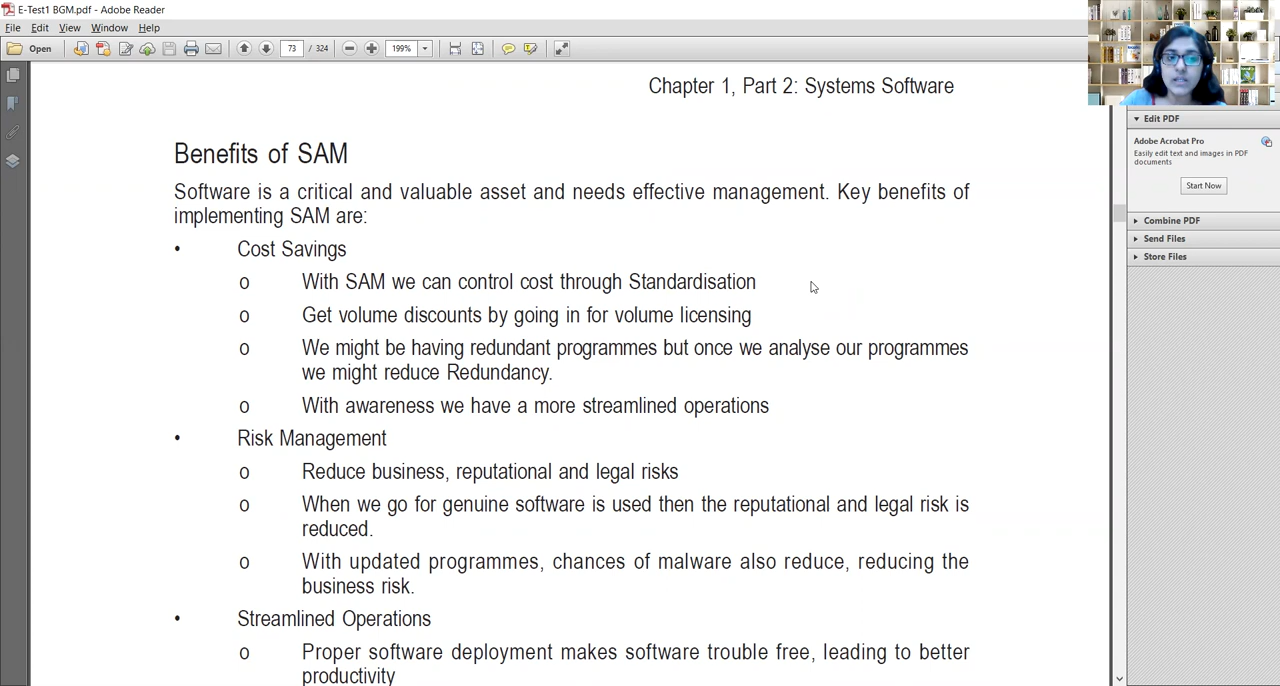 E-Test1 BGM.pdf - Adobe Reader
File Edit View Window Help
Open 73 / 324 199%
Chapter 1, Part 2: Systems Software
Benefits of SAM
Software is a critical and valuable asset and needs effective management. Key benefits of
implementing SAM are:
• Cost Savings
o With SAM we can control cost through Standardisation
o Get volume discounts by going in for volume licensing
o We might be having redundant programmes but once we analyse our programmes
we might reduce Redundancy.
o With awareness we have a more streamlined operations
• Risk Management
o Reduce business, reputational and legal risks
o When we go for genuine software is used then the reputational and legal risk is
reduced.
o With updated programmes, chances of malware also reduce, reducing the
business risk.
• Streamlined Operations
o Proper software deployment makes software trouble free, leading to better
productivity
Edit PDF
Adobe Acrobat Pro
Easily edit text and images in PDF
documents
Start Now
Combine PDF
Send Files
Store Files